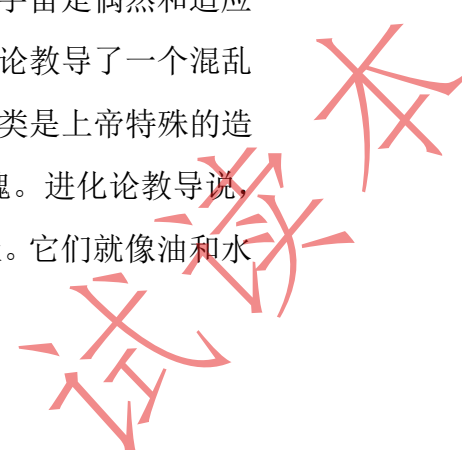 宇宙是偶然和适应
论教导了一个混乱
类是上帝特殊的造
魂。进化论教导说，
。它们就像油和水
试读本